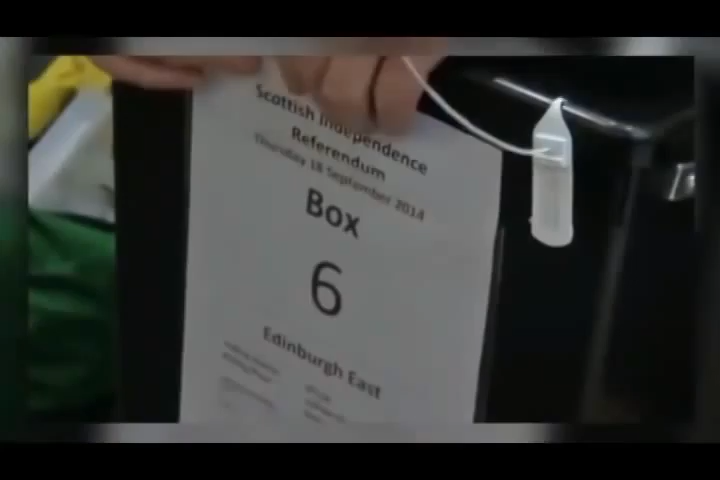 Scottish Independence
Referendum
Thursday 18 September 2014
Box
6
Edinburgh East